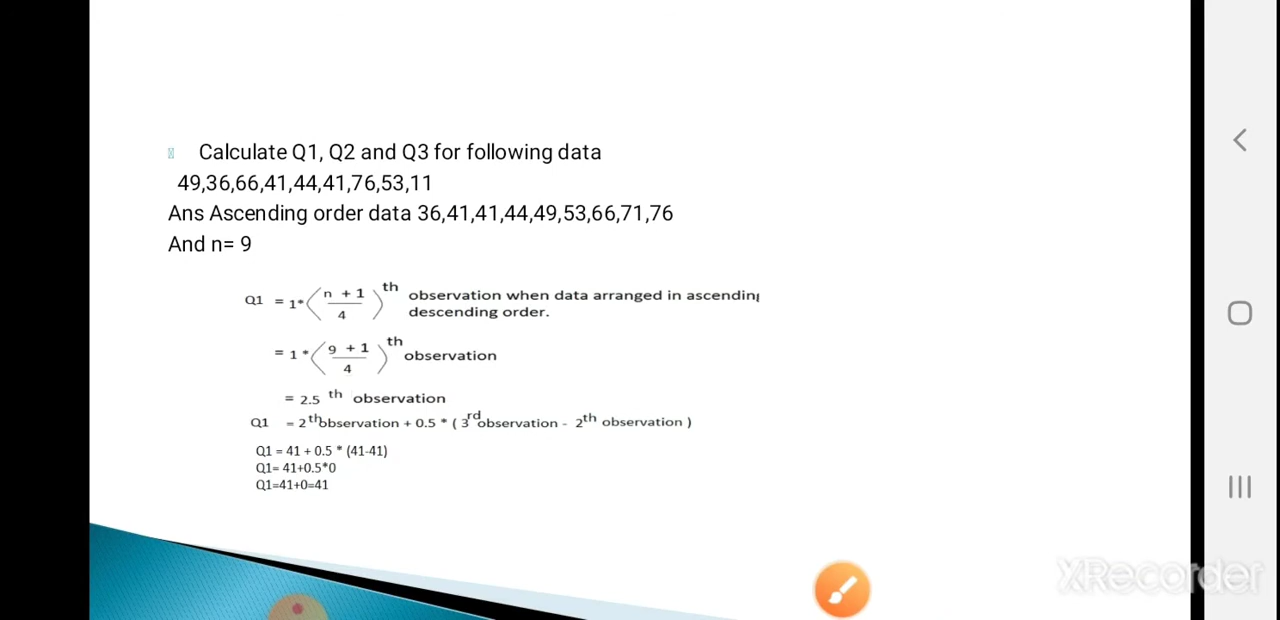 Calculate Q1, Q2 and Q3 for following data
49,36,66,41,44,41,76,53,11
Ans Ascending order data 36,41,41,44,49,53,66,71,76
And n= 9
Q1 = 1*(n + 1 / 4)th observation when data arranged in ascending
descending order.
= 1 * (9 + 1 / 4)th observation
= 2.5 th observation
Q1 = 2th observation + 0.5 * ( 3rd observation - 2th observation )
Q1 = 41 + 0.5 * (41-41)
Q1= 41+0.5*0
Q1=41+0=41
XRecorder